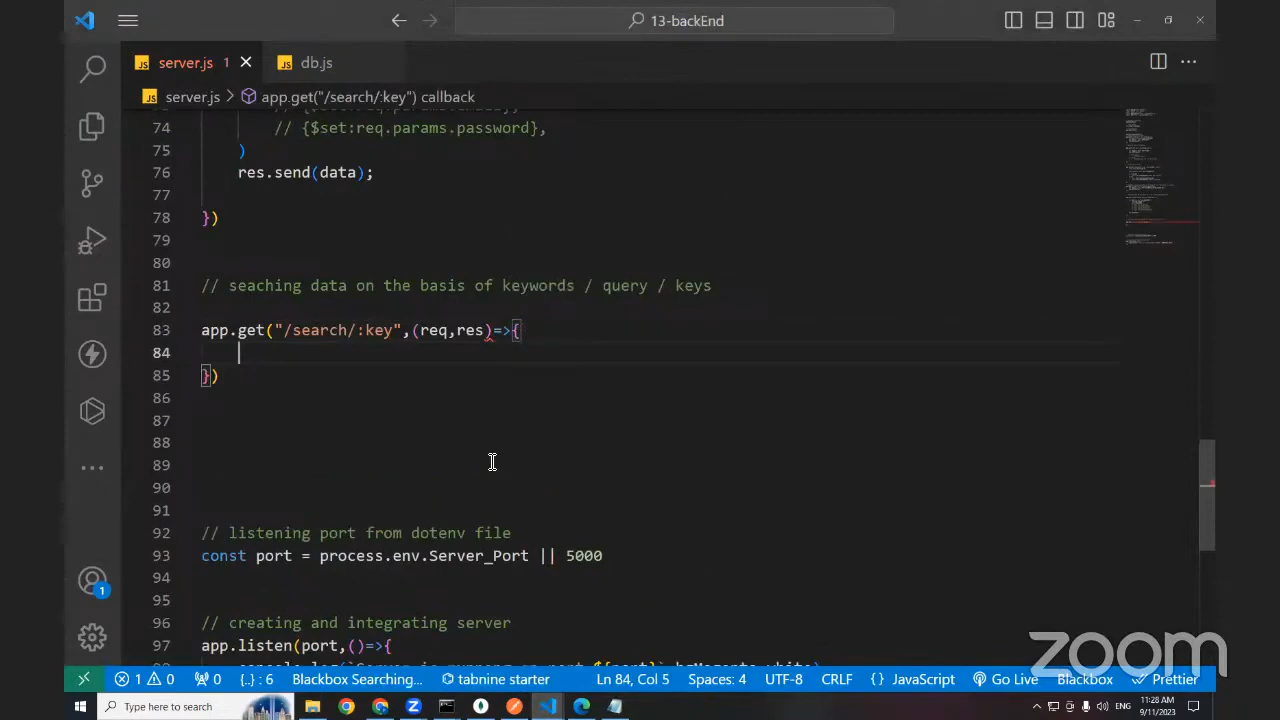 13-backEnd
server.js 1
db.js
server.js > app.get("/search/:key") callback
74 // {$set:req.params.password},
75 )
76 res.send(data);
77
78 })
79
80
81 // seaching data on the basis of keywords / query / keys
82
83 app.get("/search/:key",(req,res)=>{
84
85 })
86
87
88
89
90
91
92 // listening port from dotenv file
93 const port = process.env.Server_Port || 5000
94
95
96 // creating and integrating server
97 app.listen(port,()=>{
zoom
1
1 0 0 {..} : 6 Blackbox Searching... tabnine starter Ln 84, Col 5 Spaces: 4 UTF-8 CRLF {} JavaScript Go Live Blackbox Prettier
Type here to search
ENG
11:28 AM
9/11/2023